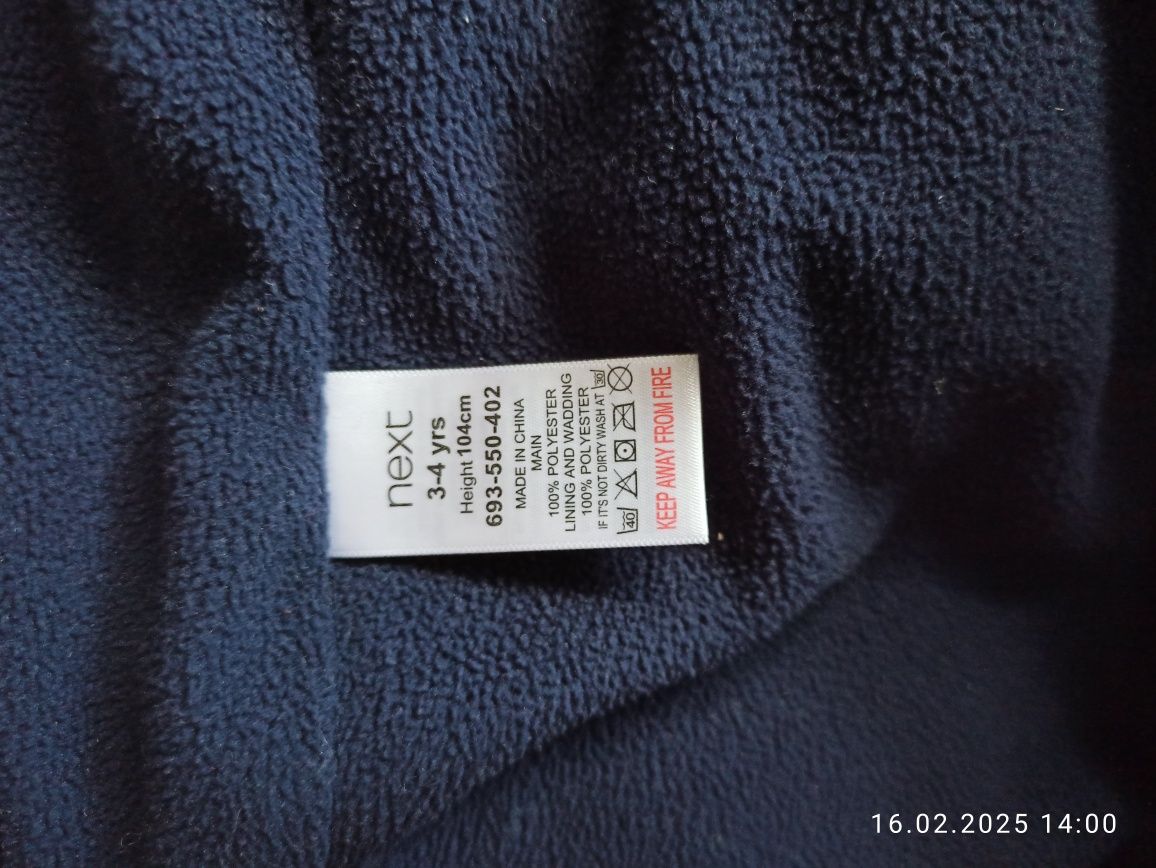 next
3-4 yrs
Height 104cm
693-550-402
MADE IN CHINA
MAIN
100% POLYESTER
LINING AND WADDING
100% POLYESTER
IF IT'S NOT DIRTY WASH AT 30
40
KEEP AWAY FROM FIRE
16.02.2025 14:00